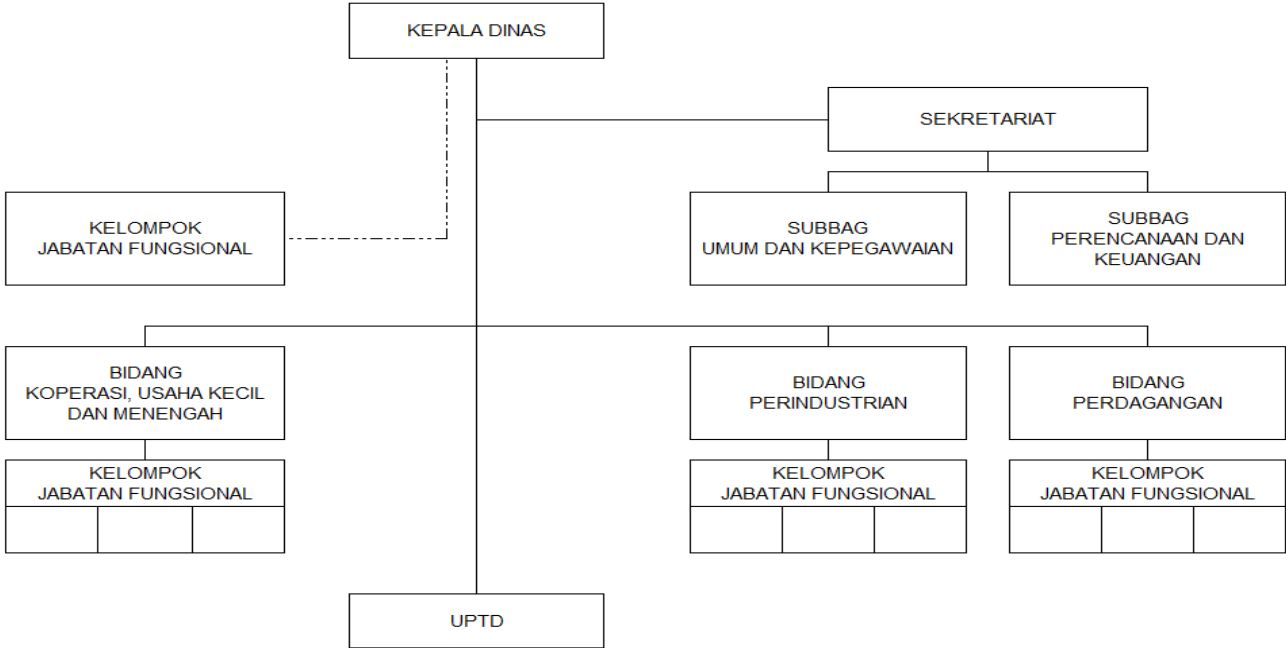 KEPALA DINAS
SEKRETARIAT
KELOMPOK
JABATAN FUNGSIONAL
SUBBAG
UMUM DAN KEPEGAWAIAN
SUBBAG
PERENCANAAN DAN
KEUANGAN
BIDANG
KOPERASI, USAHA KECIL
DAN MENENGAH
BIDANG
PERINDUSTRIAN
BIDANG
PERDAGANGAN
KELOMPOK
JABATAN FUNGSIONAL
KELOMPOK
JABATAN FUNGSIONAL
KELOMPOK
JABATAN FUNGSIONAL
UPTD